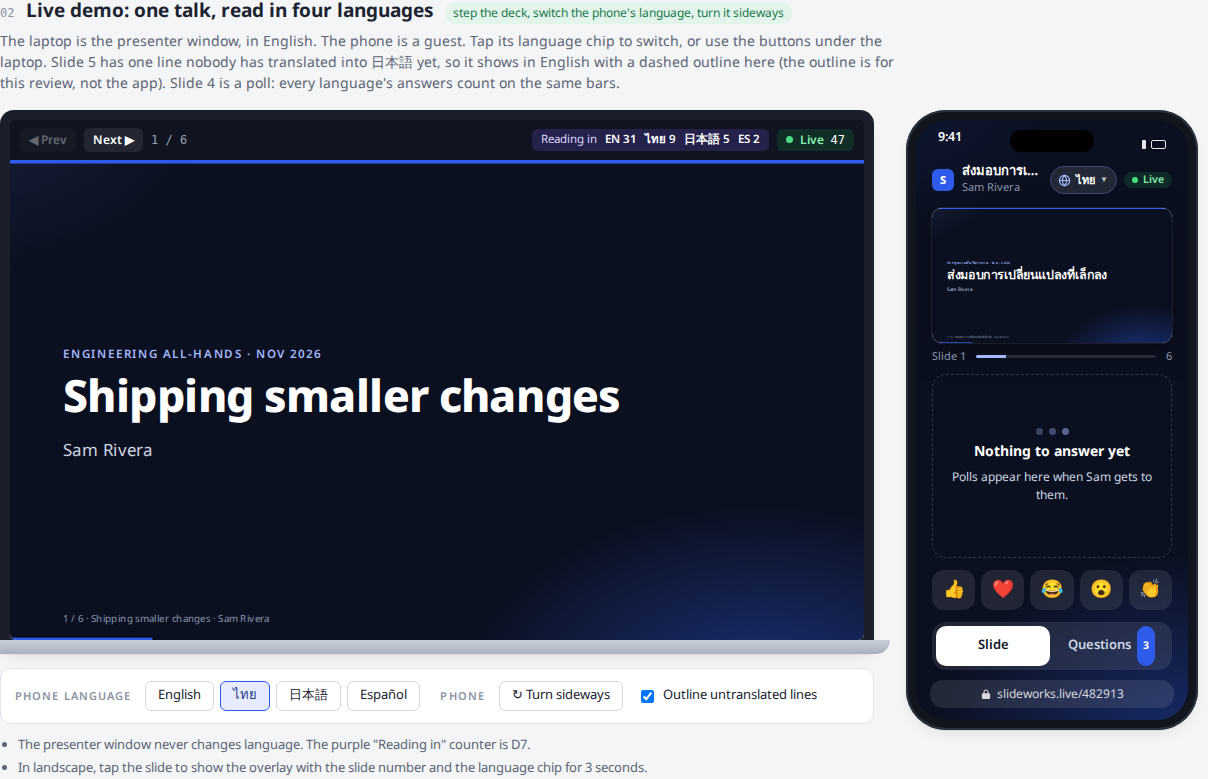 02 Live demo: one talk, read in four languages step the deck, switch the phone's language, turn it sideways
The laptop is the presenter window, in English. The phone is a guest. Tap its language chip to switch, or use the buttons under the
laptop. Slide 5 has one line nobody has translated into 日本語 yet, so it shows in English with a dashed outline here (the outline is for
this review, not the app). Slide 4 is a poll: every language's answers count on the same bars.
◀ Prev Next ▶ 1 / 6 Reading in EN 31 ไทย 9 日本語 5 ES 2 Live 47
ENGINEERING ALL-HANDS · NOV 2026
Shipping smaller changes
Sam Rivera
1 / 6 · Shipping smaller changes · Sam Rivera
9:41
S ส่งมอบการเ... ไทย ▾ Live
Sam Rivera
ส่งมอบการเปลี่ยนแปลงที่เล็กลง
Sam Rivera
Slide 1 6
Nothing to answer yet
Polls appear here when Sam gets to
them.
👍 ❤️ 😂 😮 👏
Slide Questions 3
slideworks.live/482913
PHONE LANGUAGE English ไทย 日本語 Español PHONE ↻ Turn sideways Outline untranslated lines
• The presenter window never changes language. The purple "Reading in" counter is D7.
• In landscape, tap the slide to show the overlay with the slide number and the language chip for 3 seconds.